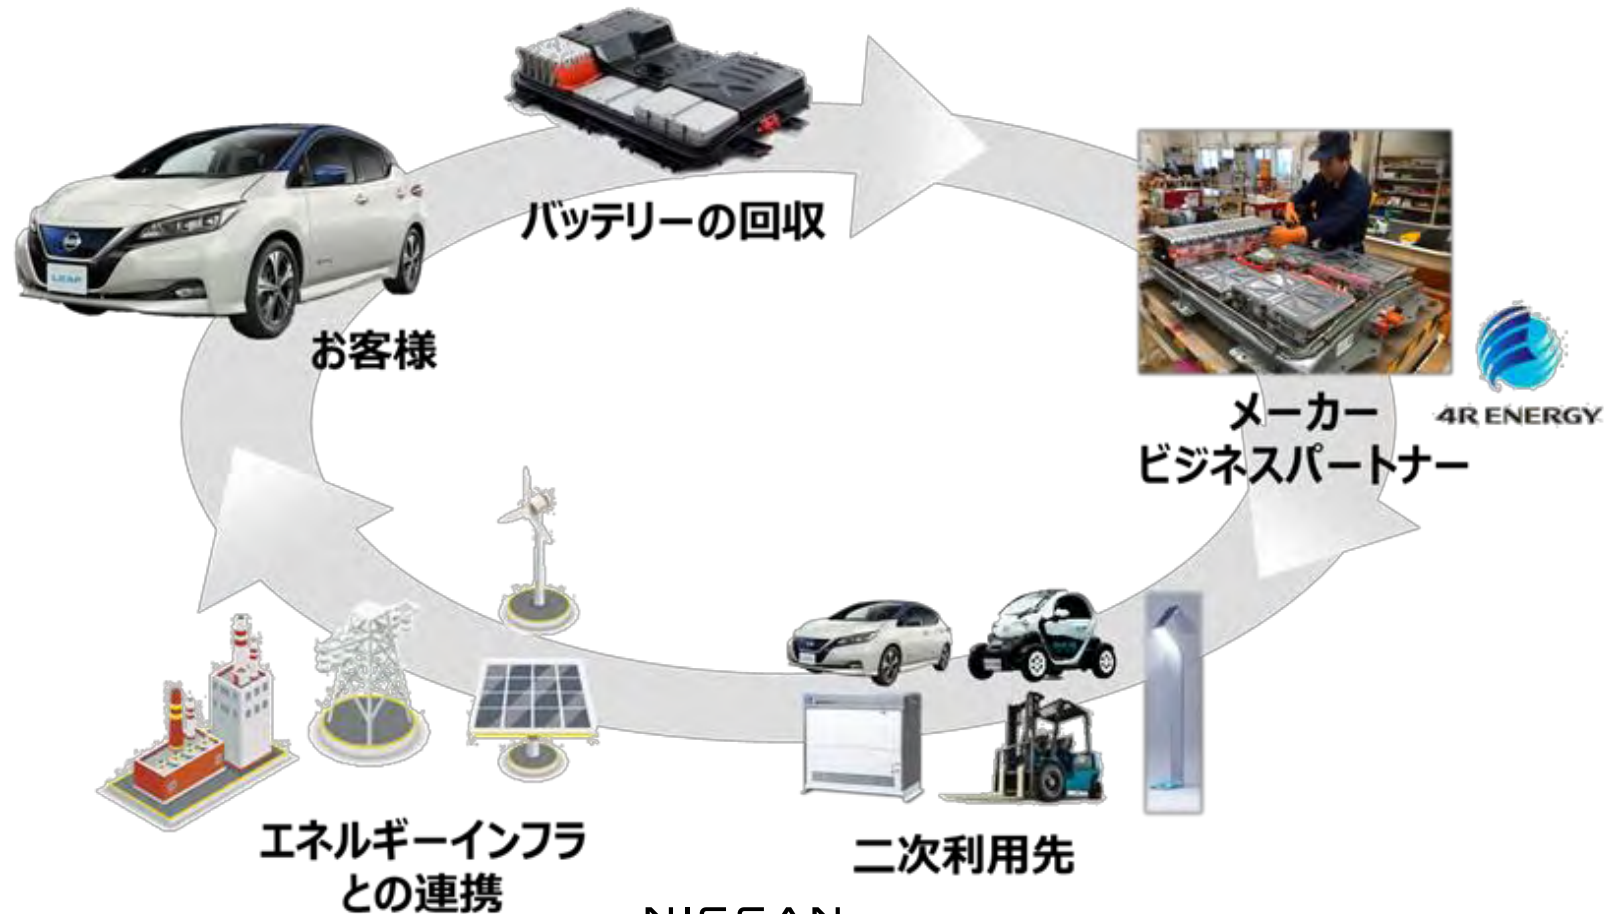 バッテリーの回収
LEAF
お客様
メーカー
ビジネスパートナー
4R ENERGY
二次利用先
エネルギーインフラ
との連携
NISSAN